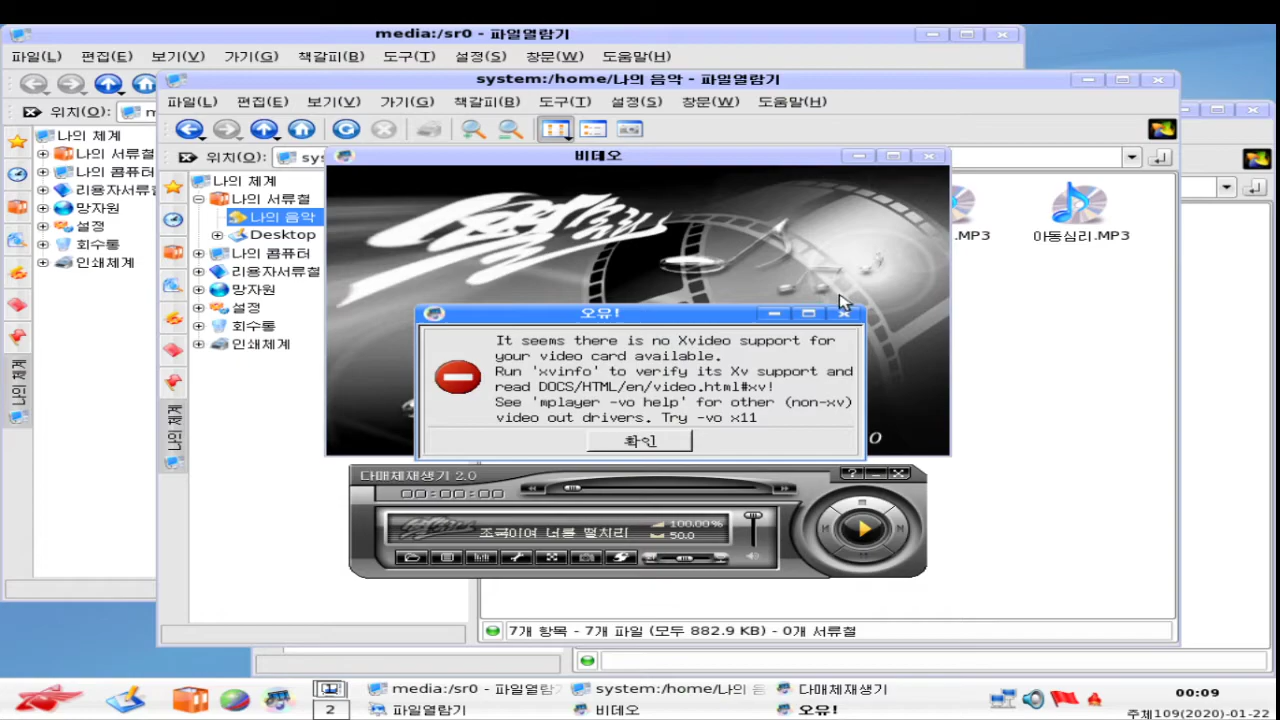 media:/sr0 - 파일열람기
파일(L) 편집(E) 보기(V) 가기(G) 책갈피(B) 도구(T) 설정(S) 창문(W) 도움말(H)
위치(O):
나의 체계
나의 서류철
나의 콤퓨터
리용자서류철
망자원
설정
회수통
인쇄체계
나의 체계
system:/home/나의 음악 - 파일열람기
파일(L) 편집(E) 보기(V) 가기(G) 책갈피(B) 도구(T) 설정(S) 창문(W) 도움말(H)
위치(O):
나의 체계
나의 서류철
나의 음악
Desktop
나의 콤퓨터
리용자서류철
망자원
설정
회수통
인쇄체계
나의 체계
.MP3
아동심리.MP3
비데오
오유!
It seems there is no Xvideo support for
your video card available.
Run 'xvinfo' to verify its Xv support and
read DOCS/HTML/en/video.html#xv!
See 'mplayer -vo help' for other (non-xv)
video out drivers. Try -vo x11
확인
다매체재생기 2.0
00:00:00
조국이여 너를 떨치리
100.00%
50.0
7개 항목 - 7개 파일 (모두 882.9 KB) - 0개 서류철
2
media:/sr0 - 파일열람기
system:/home/나의 음
다매체재생기
파일열람기
비데오
오유!
00:09
주체109(2020)-01-22